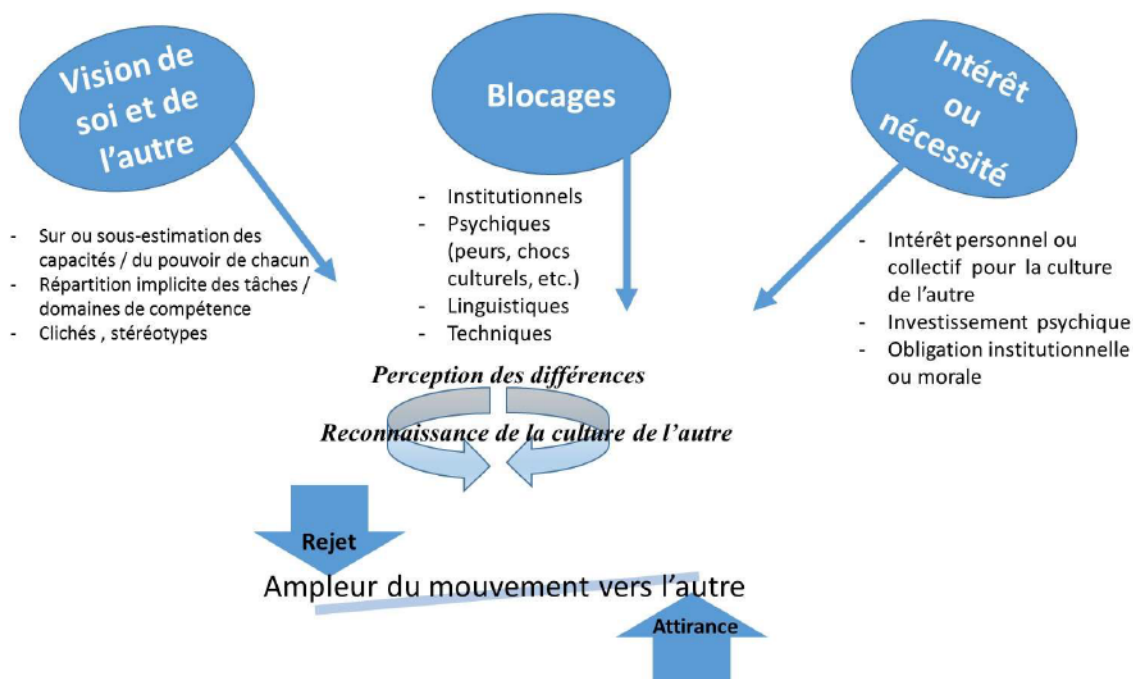 Vision de
soi et de
l'autre
- Sur ou sous-estimation des
capacités / du pouvoir de chacun
- Répartition implicite des tâches /
domaines de compétence
- Clichés , stéréotypes
Blocages
- Institutionnels
- Psychiques
(peurs, chocs
culturels, etc.)
- Linguistiques
- Techniques
Intérêt
ou
nécessité
- Intérêt personnel ou
collectif pour la culture
de l'autre
- Investissement psychique
- Obligation institutionnelle
ou morale
Perception des différences
Reconnaissance de la culture de l'autre
Rejet
Ampleur du mouvement vers l'autre
Attirance